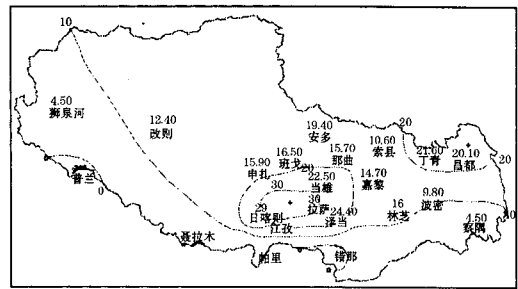 10
4.50
狮泉河
12.40
改则
19.40
安多
10.60
索县
20
21.60
丁青
20.10
昌都
20
16.50
班戈
15.70
那曲
15.90
申扎
20
22.50
当雄
14.70
嘉黎
30
30
拉萨
29
日喀则
江孜
24.40
泽当
16
林芝
9.80
波密
4.50
察隅
10
普兰
0
聂拉木
帕里
错那